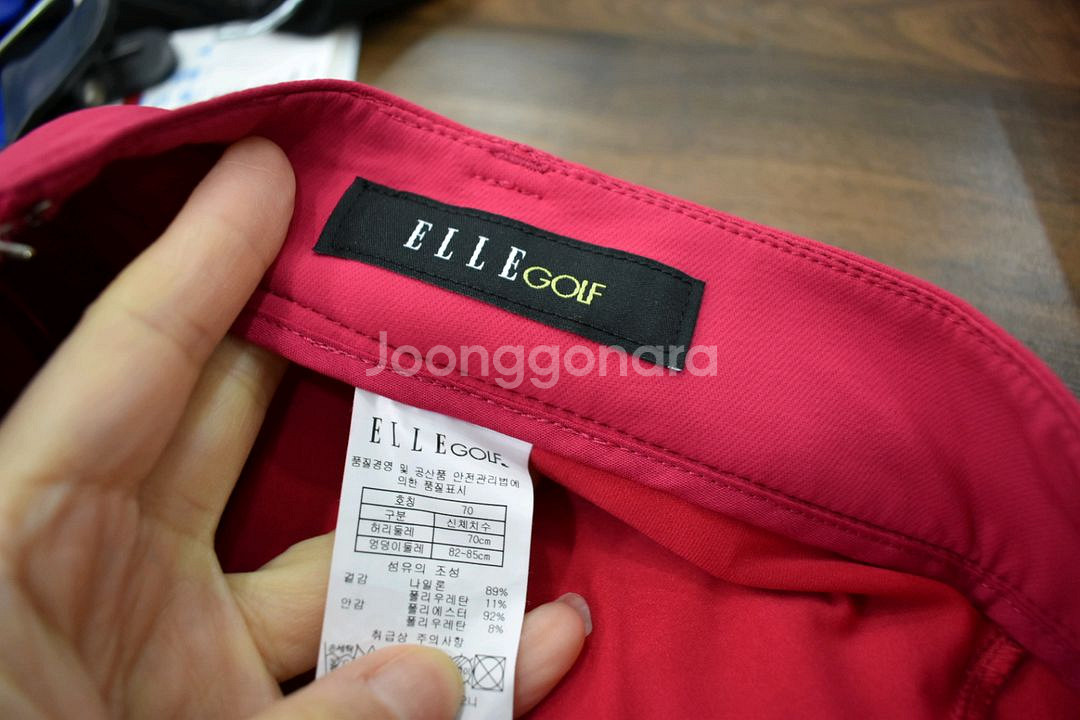 ELLE GOLF
Joonggonara
ELLE GOLF
품질경영 및 공산품 안전관리법에
의한 품질표시
호칭 70
구분 신체치수
허리둘레 70cm
엉덩이둘레 82-85cm
섬유의 조성
겉감 나일론 89%
폴리우레탄 11%
안감 폴리에스터 92%
폴리우레탄 8%
취급상 주의사항
손세탁